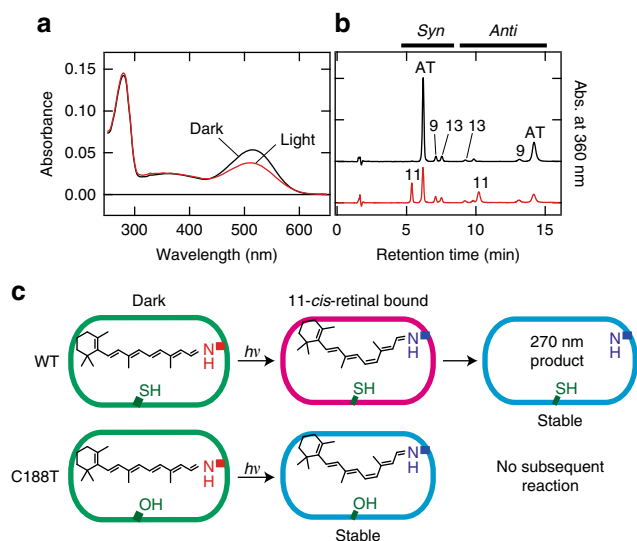 a
Absorbance
0.15
0.10
0.05
0.00
Dark
Light
300 400 500 600
Wavelength (nm)
b
Syn Anti
AT
9 13 13 9 AT
11 11
0 5 10 15
Retention time (min)
Abs. at 360 nm
c
Dark 11-cis-retinal bound
WT
N
H
SH
hν
N
H
SH
270 nm
product
N
H
SH
Stable
C188T
N
H
OH
hν
N
H
OH
Stable
No subsequent
reaction